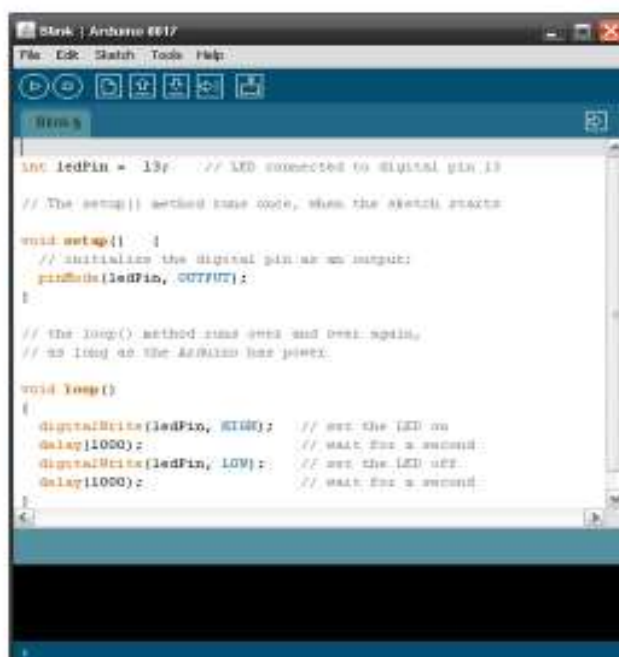 Blink | Arduino 0017
File Edit Sketch Tools Help
Blink §
int ledPin = 13; // LED connected to digital pin 13
// The setup() method runs once, when the sketch starts
void setup() {
// initialize the digital pin as an output:
pinMode(ledPin, OUTPUT);
}
// the loop() method runs over and over again,
// as long as the Arduino has power
void loop()
{
digitalWrite(ledPin, HIGH); // set the LED on
delay(1000); // wait for a second
digitalWrite(ledPin, LOW); // set the LED off
delay(1000); // wait for a second
}